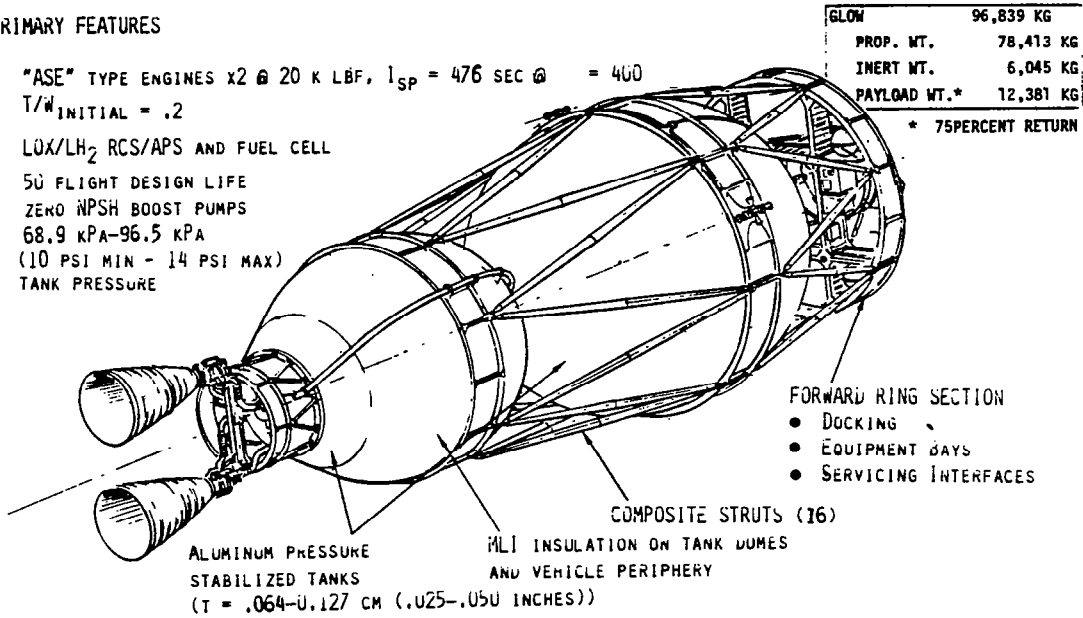 RIMARY FEATURES
"ASE" TYPE ENGINES X2 @ 20 K LBF, ISP = 476 SEC @ = 400
T/WINITIAL = .2
LOX/LH2 RCS/APS AND FUEL CELL
50 FLIGHT DESIGN LIFE
ZERO NPSH BOOST PUMPS
68.9 KPA-96.5 KPA
(10 PSI MIN - 14 PSI MAX)
TANK PRESSURE
GLOW 96,839 KG
PROP. WT. 78,413 KG
INERT WT. 6,045 KG
PAYLOAD WT.* 12,381 KG
* 75PERCENT RETURN
FORWARD RING SECTION
● DOCKING
● EQUIPMENT BAYS
● SERVICING INTERFACES
COMPOSITE STRUTS (16)
MLI INSULATION ON TANK DOMES
AND VEHICLE PERIPHERY
ALUMINUM PRESSURE
STABILIZED TANKS
(T = .064-0.127 CM (.025-.050 INCHES))